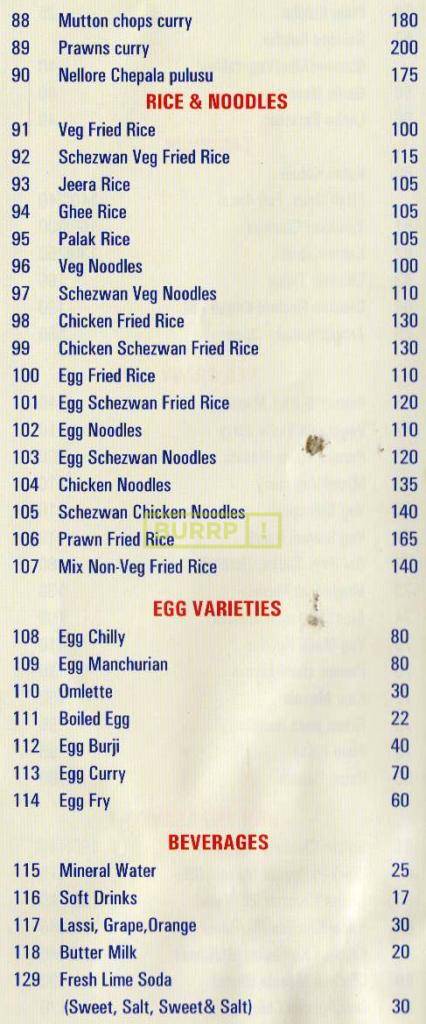 88 Mutton chops curry 180
89 Prawns curry 200
90 Nellore Chepala pulusu 175
RICE & NOODLES
91 Veg Fried Rice 100
92 Schezwan Veg Fried Rice 115
93 Jeera Rice 105
94 Ghee Rice 105
95 Palak Rice 105
96 Veg Noodles 100
97 Schezwan Veg Noodles 110
98 Chicken Fried Rice 130
99 Chicken Schezwan Fried Rice 130
100 Egg Fried Rice 110
101 Egg Schezwan Fried Rice 120
102 Egg Noodles 110
103 Egg Schezwan Noodles 120
104 Chicken Noodles 135
105 Schezwan Chicken Noodles 140
BURRP!
106 Prawn Fried Rice 165
107 Mix Non-Veg Fried Rice 140
EGG VARIETIES
108 Egg Chilly 80
109 Egg Manchurian 80
110 Omlette 30
111 Boiled Egg 22
112 Egg Burji 40
113 Egg Curry 70
114 Egg Fry 60
BEVERAGES
115 Mineral Water 25
116 Soft Drinks 17
117 Lassi, Grape,Orange 30
118 Butter Milk 20
129 Fresh Lime Soda
(Sweet, Salt, Sweet& Salt) 30